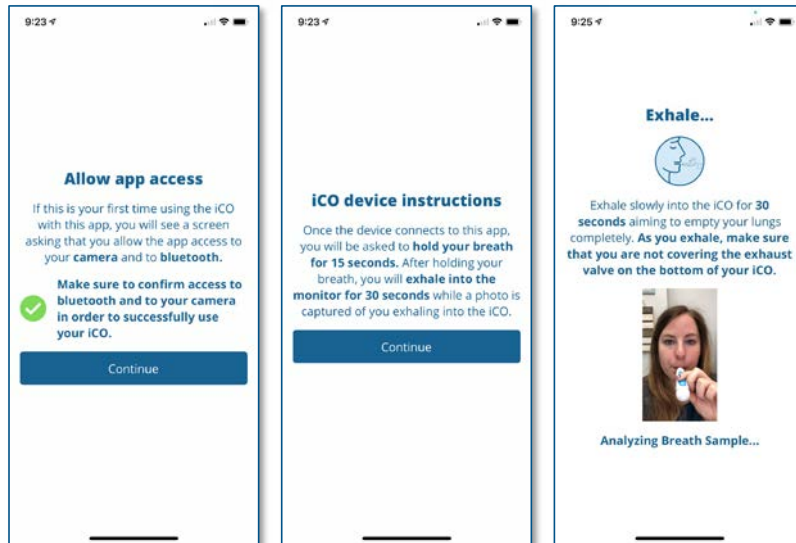 9:23
Allow app access
If this is your first time using the iCO
with this app, you will see a screen
asking that you allow the app access to
your camera and to bluetooth.
Make sure to confirm access to
bluetooth and to your camera
in order to successfully use
your iCO.
Continue
9:23
iCO device instructions
Once the device connects to this app,
you will be asked to hold your breath
for 15 seconds. After holding your
breath, you will exhale into the
monitor for 30 seconds while a photo is
captured of you exhaling into the iCO.
Continue
9:25
Exhale...
Exhale slowly into the iCO for 30
seconds aiming to empty your lungs
completely. As you exhale, make sure
that you are not covering the exhaust
valve on the bottom of your iCO.
Analyzing Breath Sample...